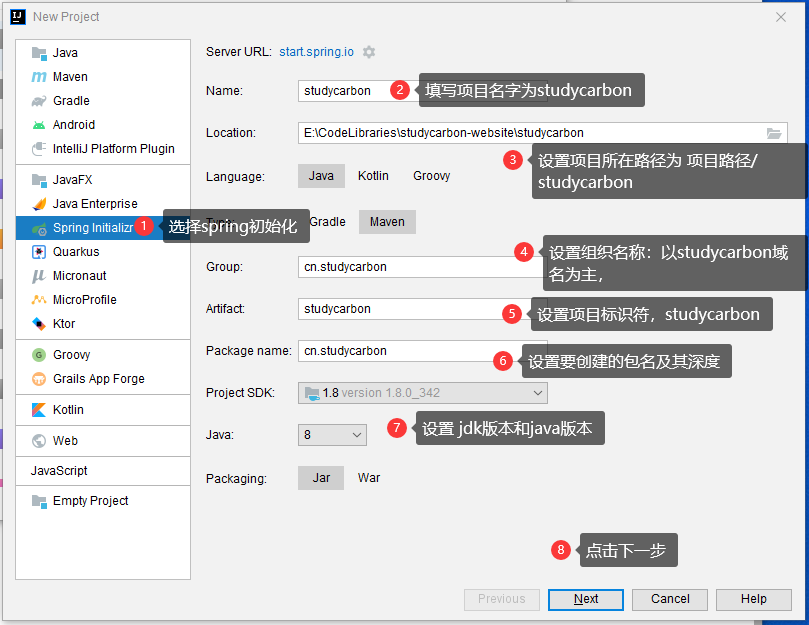 New Project
Java
Maven
Gradle
Android
IntelliJ Platform Plugin
JavaFX
Java Enterprise
Spring Initializr
1 选择spring初始化
Quarkus
Micronaut
MicroProfile
Ktor
Groovy
Grails App Forge
Kotlin
Web
JavaScript
Empty Project
Server URL: start.spring.io
Name: studycarbon
2 填写项目名字为studycarbon
Location: E:\CodeLibraries\studycarbon-website\studycarbon
3 设置项目所在路径为 项目路径/
studycarbon
Language: Java Kotlin Groovy
Gradle Maven
Group: cn.studycarbon
4 设置组织名称：以studycarbon域
名为主，
Artifact: studycarbon
5 设置项目标识符，studycarbon
Package name: cn.studycarbon
6 设置要创建的包名及其深度
Project SDK: 1.8 version 1.8.0_342
Java: 8
7 设置 jdk版本和java版本
Packaging: Jar War
8 点击下一步
Previous Next Cancel Help